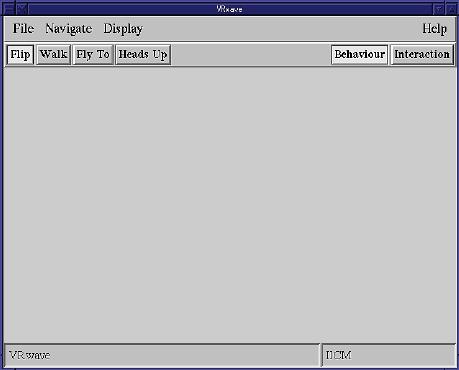 VRwave
File Navigate Display Help
Flip Walk Fly To Heads Up Behaviour Interaction
VRwave IICM